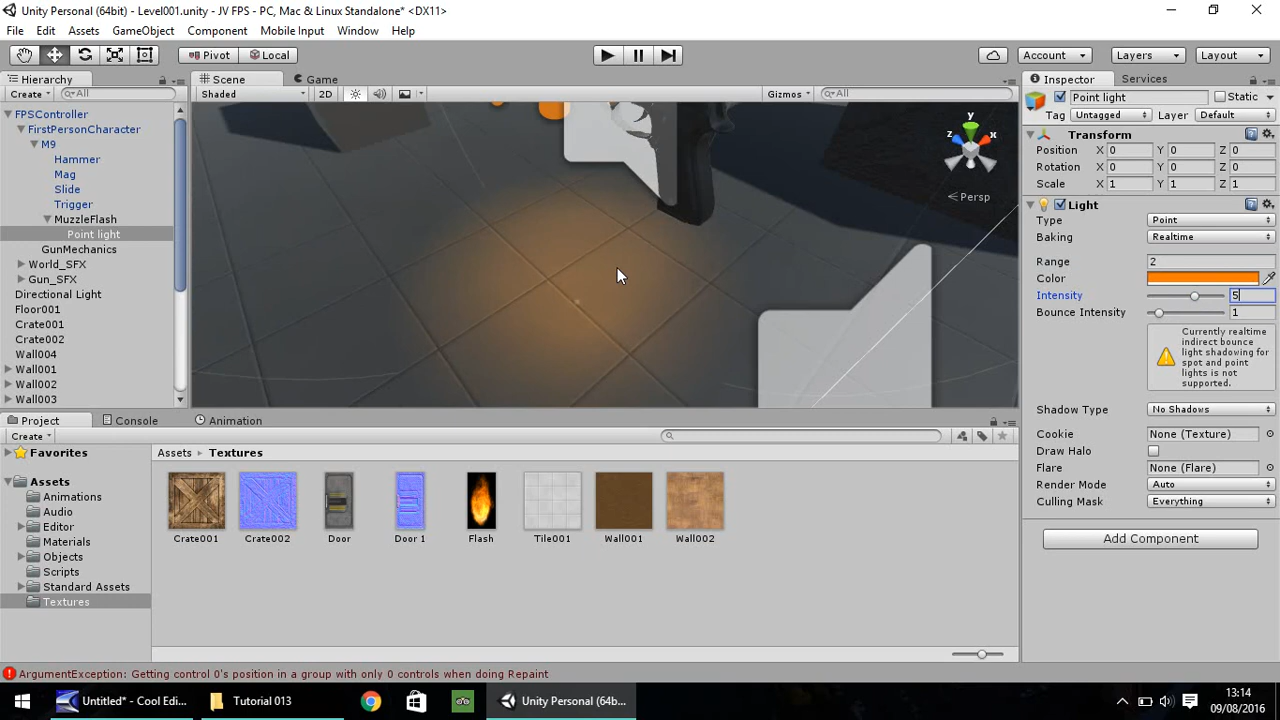 Unity Personal (64bit) - Level001.unity - JV FPS - PC, Mac & Linux Standalone* <DX11>
File Edit Assets GameObject Component Mobile Input Window Help
Pivot Local Account Layers Layout
Hierarchy
Create All
FPSController
FirstPersonCharacter
M9
Hammer
Mag
Slide
Trigger
MuzzleFlash
Point light
GunMechanics
World_SFX
Gun_SFX
Directional Light
Floor001
Crate001
Crate002
Wall004
Wall001
Wall002
Wall003
Scene Game
Shaded 2D Gizmos All
y
z x
Persp
Inspector Services
Point light Static
Tag Untagged Layer Default
Transform
Position X 0 Y 0 Z 0
Rotation X 0 Y 0 Z 0
Scale X 1 Y 1 Z 1
Light
Type Point
Baking Realtime
Range 2
Color
Intensity 5
Bounce Intensity 1
Currently realtime
indirect bounce
light shadowing for
spot and point
lights is not
supported.
Shadow Type No Shadows
Cookie None (Texture)
Draw Halo
Flare None (Flare)
Render Mode Auto
Culling Mask Everything
Add Component
Project Console Animation
Create
Favorites
Assets
Animations
Audio
Editor
Materials
Objects
Scripts
Standard Assets
Textures
Assets Textures
Crate001 Crate002 Door Door 1 Flash Tile001 Wall001 Wall002
ArgumentException: Getting control 0's position in a group with only 0 controls when doing Repaint
Untitled* - Cool Edi... Tutorial 013 Unity Personal (64b...
13:14
09/08/2016